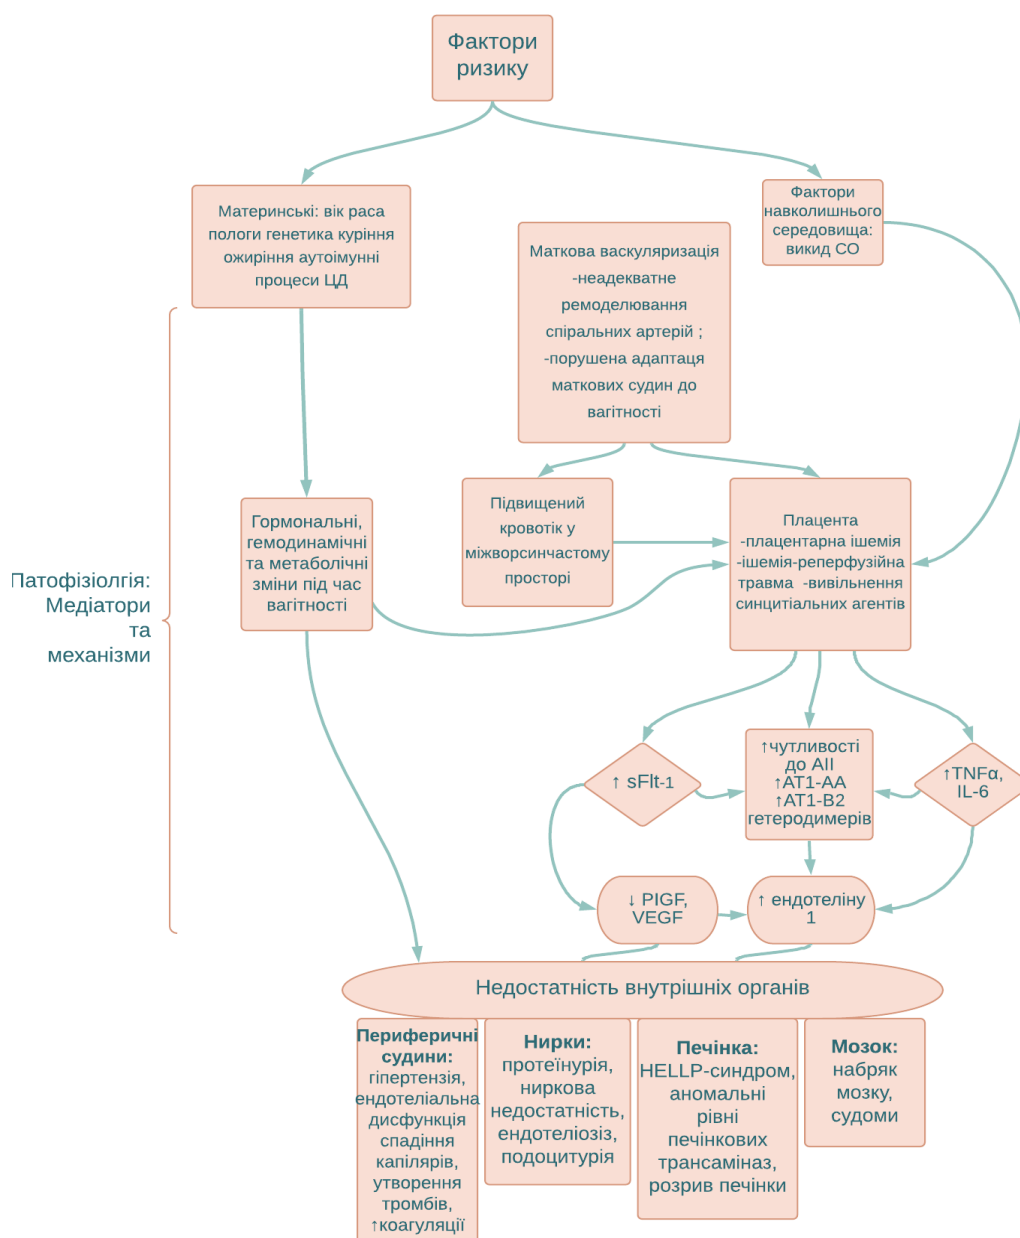 Фактори
ризику
Материнські: вік раса
пологи генетика куріння
ожиріння аутоімунні
процеси ЦД
Фактори
навколишнього
середовища:
викид СО
Маткова васкуляризація
-неадекватне
ремоделювання
спіральних артерій ;
-порушена адаптаця
маткових судин до
вагітності
Підвищений
кровотік у
міжворсинчастому
просторі
Плацента
-плацентарна ішемія
-ішемія-реперфузійна
травма -вивільнення
синцитіальних агентів
Гормональні,
гемодинамічні
та метаболічні
зміни під час
вагітності
Патофізіолгія:
Медіатори
та
механізми
↑ sFlt-1
↑чутливості
до АІІ
↑AT1-AA
↑AT1-B2
гетеродимерів
↑TNFα,
IL-6
↓ PIGF,
VEGF
↑ ендотеліну
1
Недостатність внутрішніх органів
Периферичні
судини:
гіпертензія,
ендотеліальна
дисфункція
спадіння
капілярів,
утворення
тромбів,
↑коагуляції
Нирки:
протеїнурія,
ниркова
недостатність,
ендотеліозіз,
подоцитурія
Печінка:
HELLP-синдром,
аномальні
рівні
печінкових
трансаміназ,
розрив печінки
Мозок:
набряк
мозку,
судоми